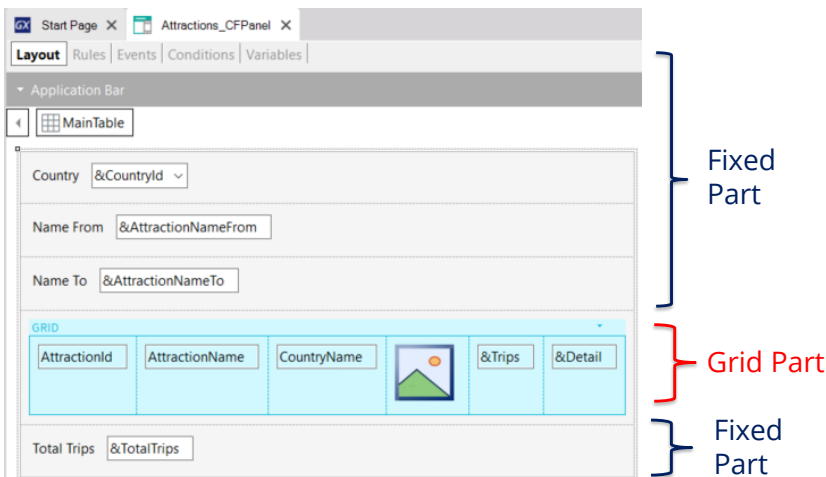 GX Start Page X Attractions_CFPanel X
Layout Rules Events Conditions Variables
Application Bar
MainTable
Country &CountryId
Name From &AttractionNameFrom
Name To &AttractionNameTo
GRID
AttractionId AttractionName CountryName &Trips &Detail
Total Trips &TotalTrips
Fixed
Part
Grid Part
Fixed
Part